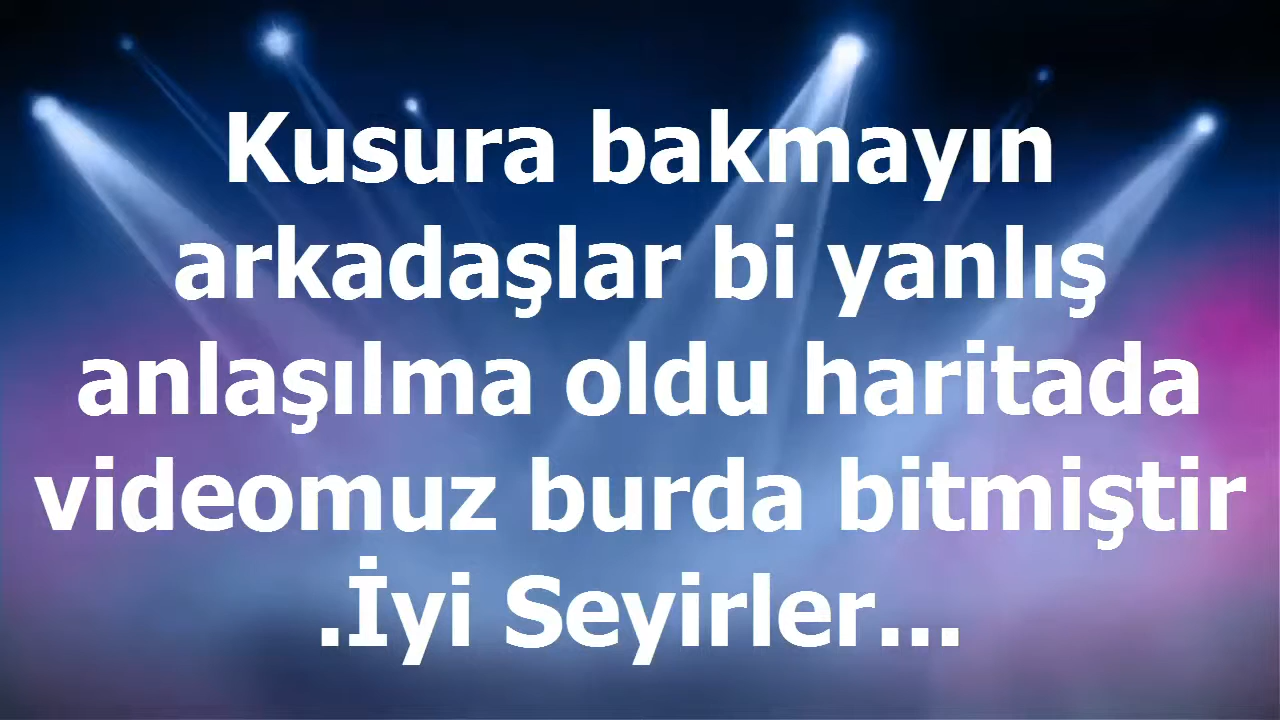 Kusura bakmayın
arkadaşlar bi yanlış
anlaşılma oldu haritada
videomuz burda bitmiştir
.İyi Seyirler...